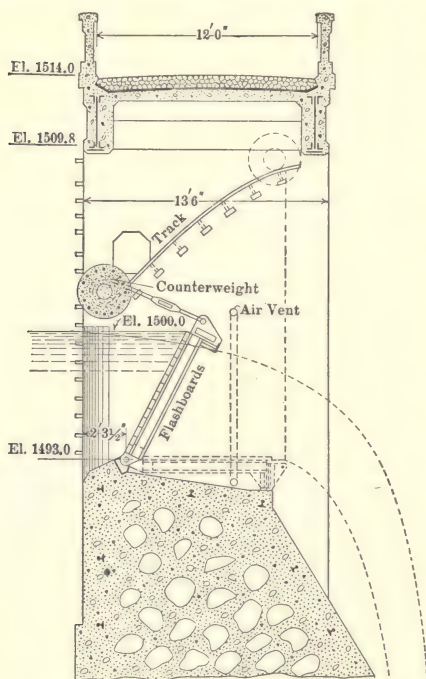 12'0"
El. 1514.0
El. 1509.8
13'6"
Track
Counterweight
El. 1500.0
Air Vent
Flashboards
2'3½"
El. 1493.0